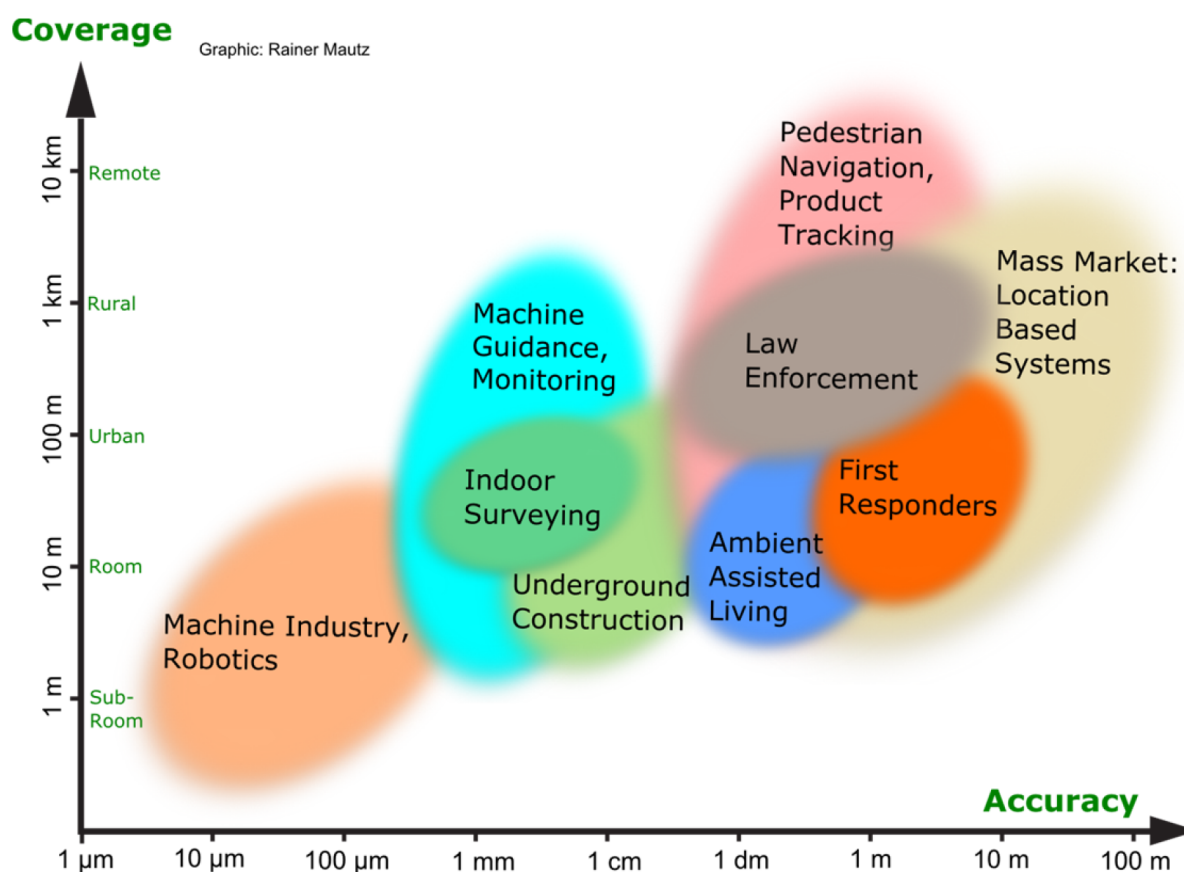 Coverage
Graphic: Rainer Mautz
10 km
Remote
1 km
Rural
100 m
Urban
10 m
Room
1 m
Sub-
Room
Pedestrian
Navigation,
Product
Tracking
Mass Market:
Location
Based
Systems
Machine
Guidance,
Monitoring
Law
Enforcement
Indoor
Surveying
First
Responders
Ambient
Assisted
Living
Underground
Construction
Machine Industry,
Robotics
Accuracy
1 µm
10 µm
100 µm
1 mm
1 cm
1 dm
1 m
10 m
100 m